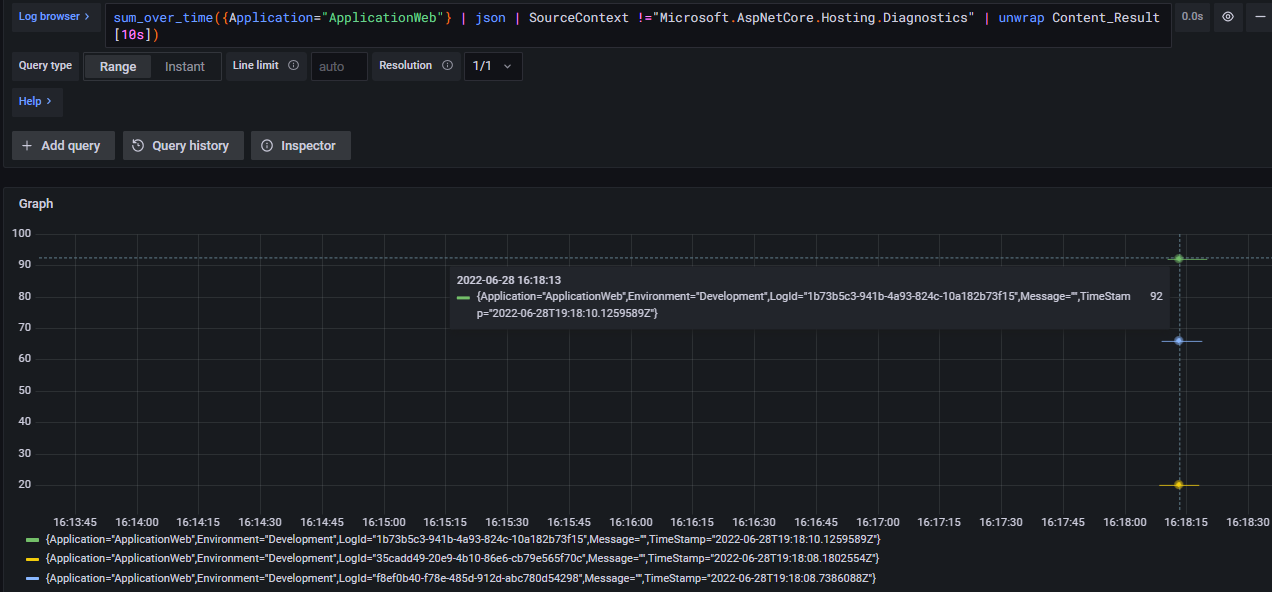 Log browser >
sum_over_time({Application="ApplicationWeb"} | json | SourceContext !="Microsoft.AspNetCore.Hosting.Diagnostics" | unwrap Content_Result
[10s])
0.0s
Query type
Range
Instant
Line limit
auto
Resolution
1/1
Help >
+ Add query
Query history
Inspector
Graph
100
90
80
70
60
50
40
30
20
2022-06-28 16:18:13
{Application="ApplicationWeb",Environment="Development",LogId="1b73b5c3-941b-4a93-824c-10a182b73f15",Message="",TimeStam 92
p="2022-06-28T19:18:10.1259589Z"}
16:13:45 16:14:00 16:14:15 16:14:30 16:14:45 16:15:00 16:15:15 16:15:30 16:15:45 16:16:00 16:16:15 16:16:30 16:16:45 16:17:00 16:17:15 16:17:30 16:17:45 16:18:00 16:18:15 16:18:30
{Application="ApplicationWeb",Environment="Development",LogId="1b73b5c3-941b-4a93-824c-10a182b73f15",Message="",TimeStamp="2022-06-28T19:18:10.1259589Z"}
{Application="ApplicationWeb",Environment="Development",LogId="35cadd49-20e9-4b10-86e6-cb79e565f70c",Message="",TimeStamp="2022-06-28T19:18:08.1802554Z"}
{Application="ApplicationWeb",Environment="Development",LogId="f8ef0b40-f78e-485d-912d-abc780d54298",Message="",TimeStamp="2022-06-28T19:18:08.7386088Z"}